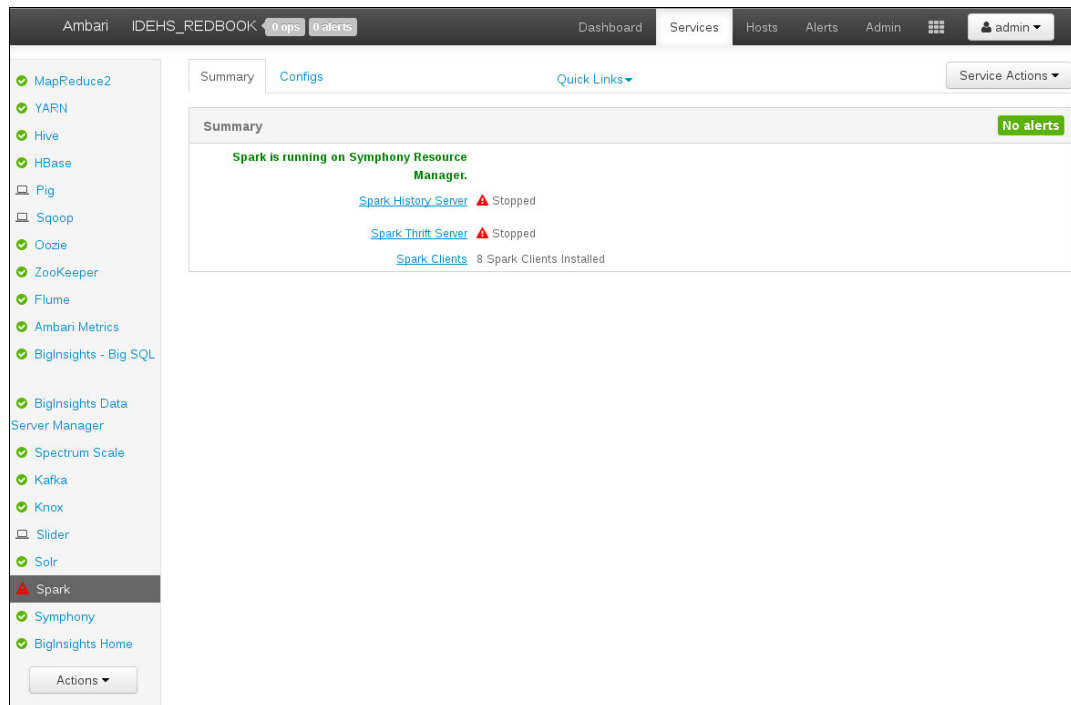 Ambari IDEHS_REDBOOK 0 ops 0 alerts Dashboard Services Hosts Alerts Admin admin
MapReduce2
YARN
Hive
HBase
Pig
Sqoop
Oozie
ZooKeeper
Flume
Ambari Metrics
BigInsights - Big SQL
BigInsights Data
Server Manager
Spectrum Scale
Kafka
Knox
Slider
Solr
Spark
Symphony
BigInsights Home
Actions
Summary Configs Quick Links Service Actions
Summary No alerts
Spark is running on Symphony Resource
Manager.
Spark History Server Stopped
Spark Thrift Server Stopped
Spark Clients 8 Spark Clients Installed